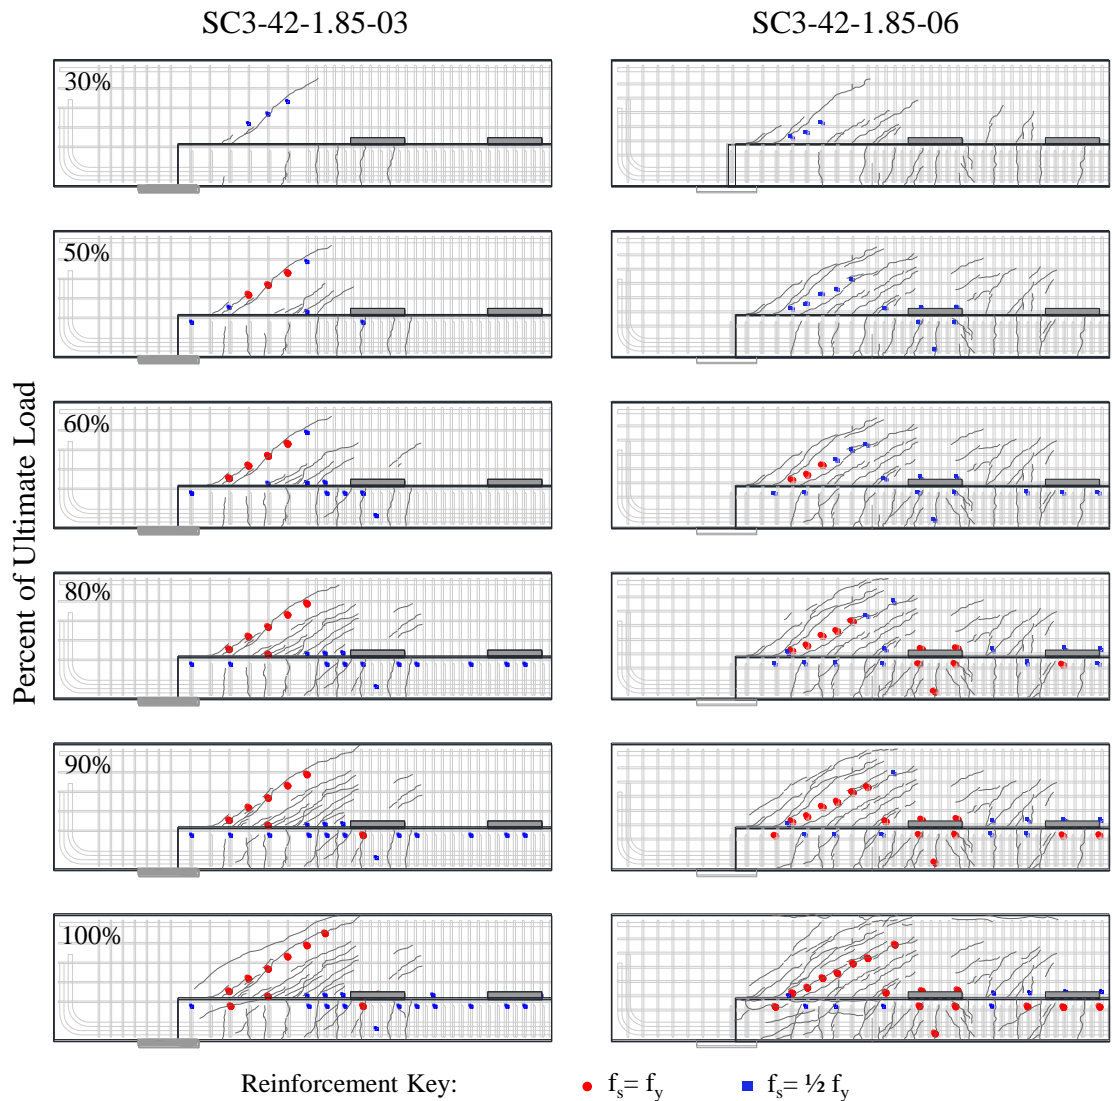 SC3-42-1.85-03
SC3-42-1.85-06
Percent of Ultimate Load
30%
50%
60%
80%
90%
100%
Reinforcement Key:
fs= fy
fs= ½ fy